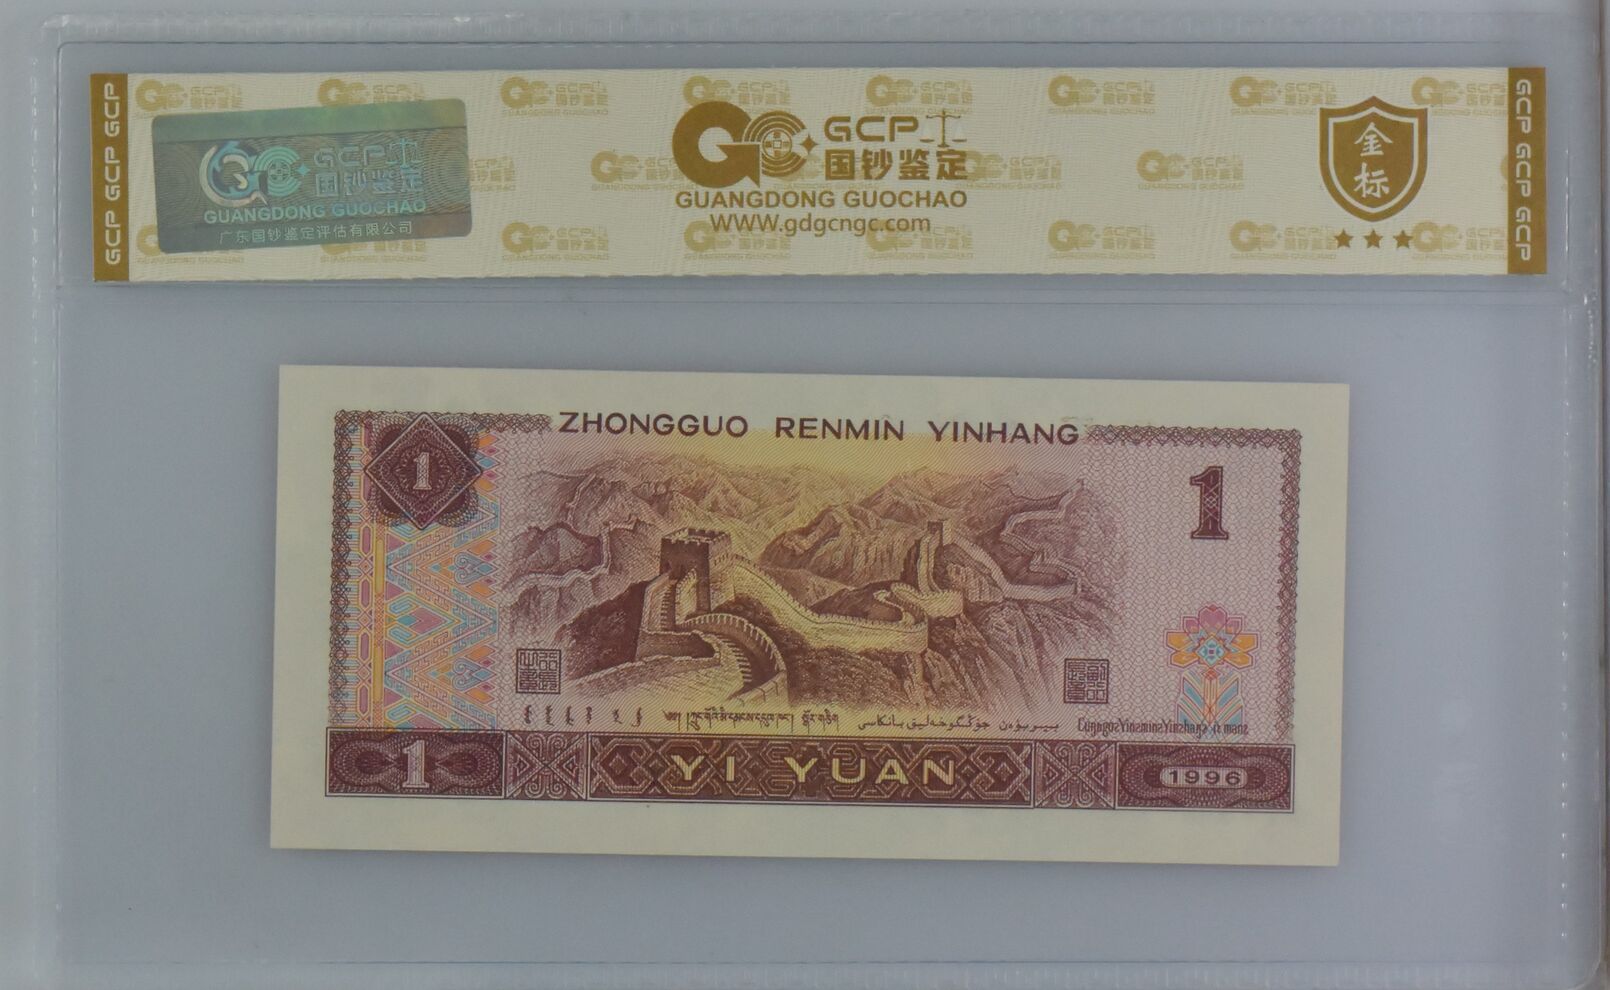 GCP GCP GCP
GCP
国钞鉴定
GUANGDONG GUOCHAO
广东国钞鉴定评估有限公司
GCP
国钞鉴定
GUANGDONG GUOCHAO
WWW.gdgcngc.com
金标
GCP GCP GCP
ZHONGGUO RENMIN YINHANG
1
1
1
YI YUAN
1996